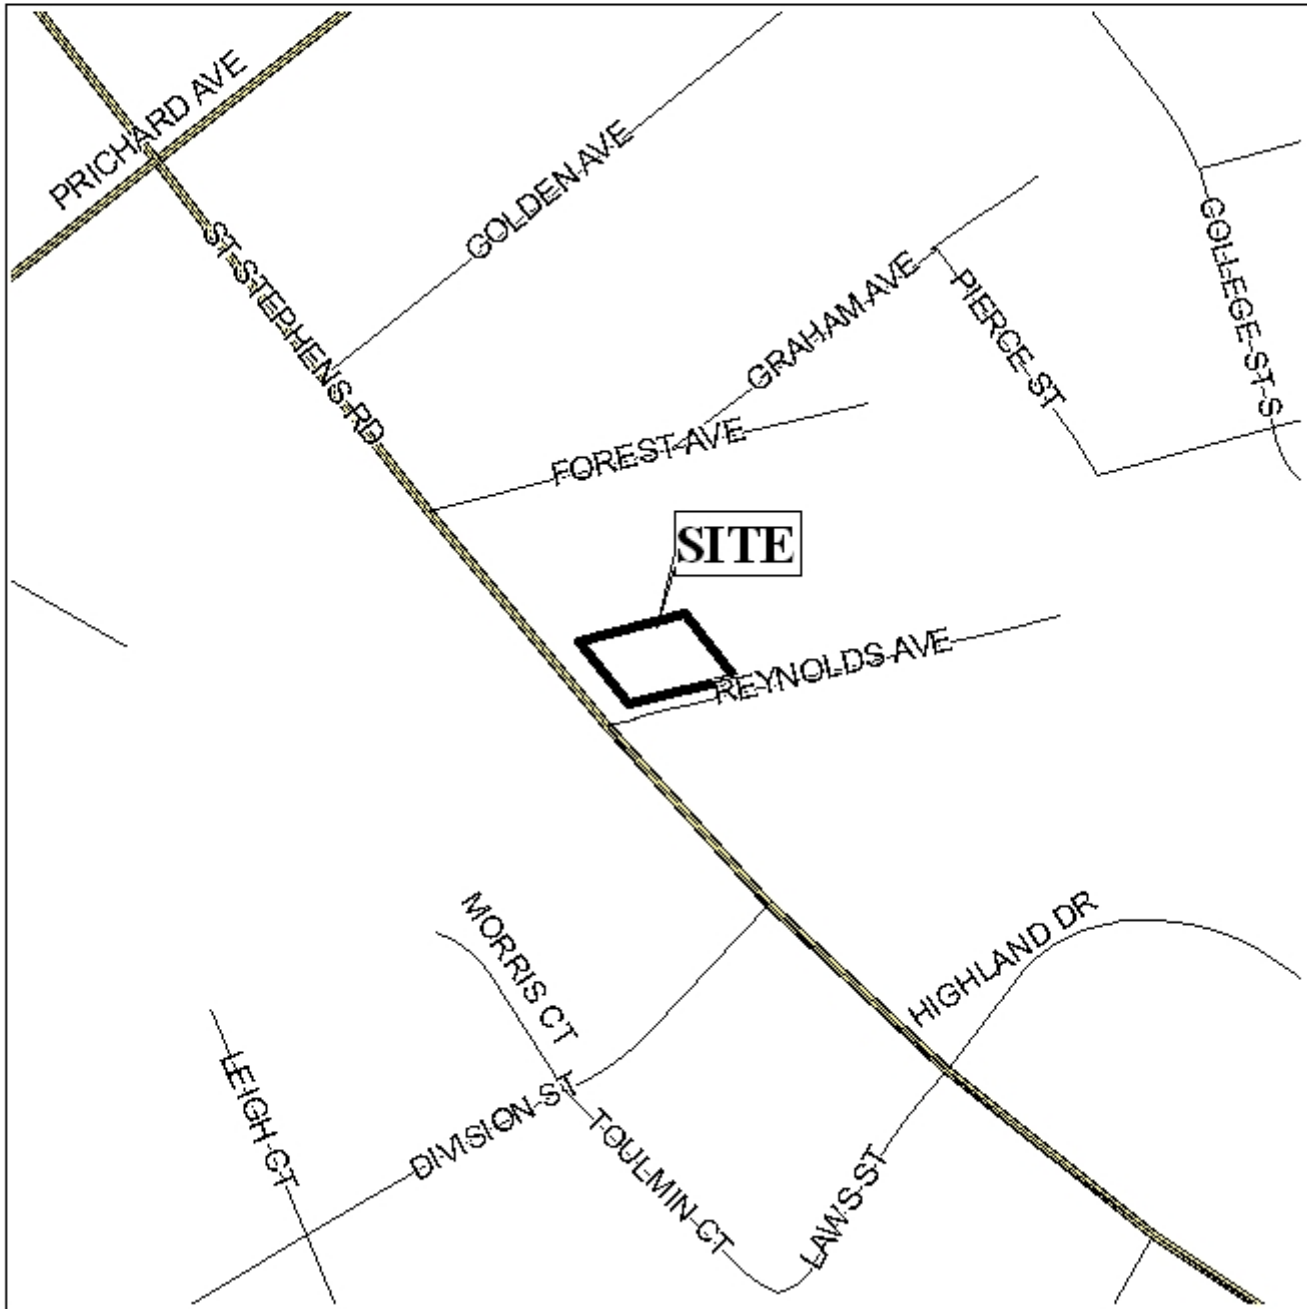 PRICHARD AVE
GOLDEN AVE
ST STEPHENS RD
COLLEGE ST S
GRAHAM AVE
PIERCE ST
FOREST AVE
SITE
REYNOLDS AVE
MORRIS CT
HIGHLAND DR
LEIGH CT
DIVISION ST
TOULMIN CT
LAWS ST